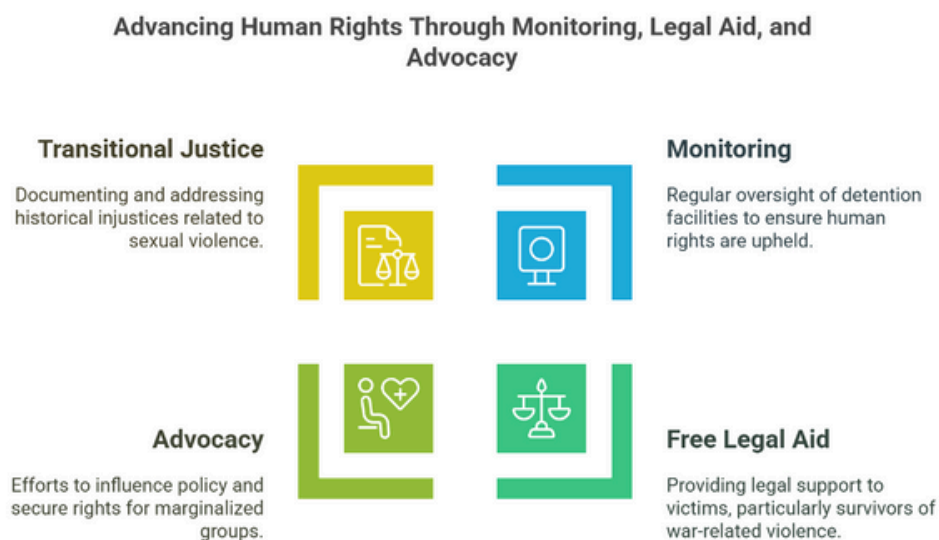 Advancing Human Rights Through Monitoring, Legal Aid, and
Advocacy
Transitional Justice
Documenting and addressing
historical injustices related to
sexual violence.
Monitoring
Regular oversight of detention
facilities to ensure human
rights are upheld.
Advocacy
Efforts to influence policy and
secure rights for marginalized
groups.
Free Legal Aid
Providing legal support to
victims, particularly survivors of
war-related violence.